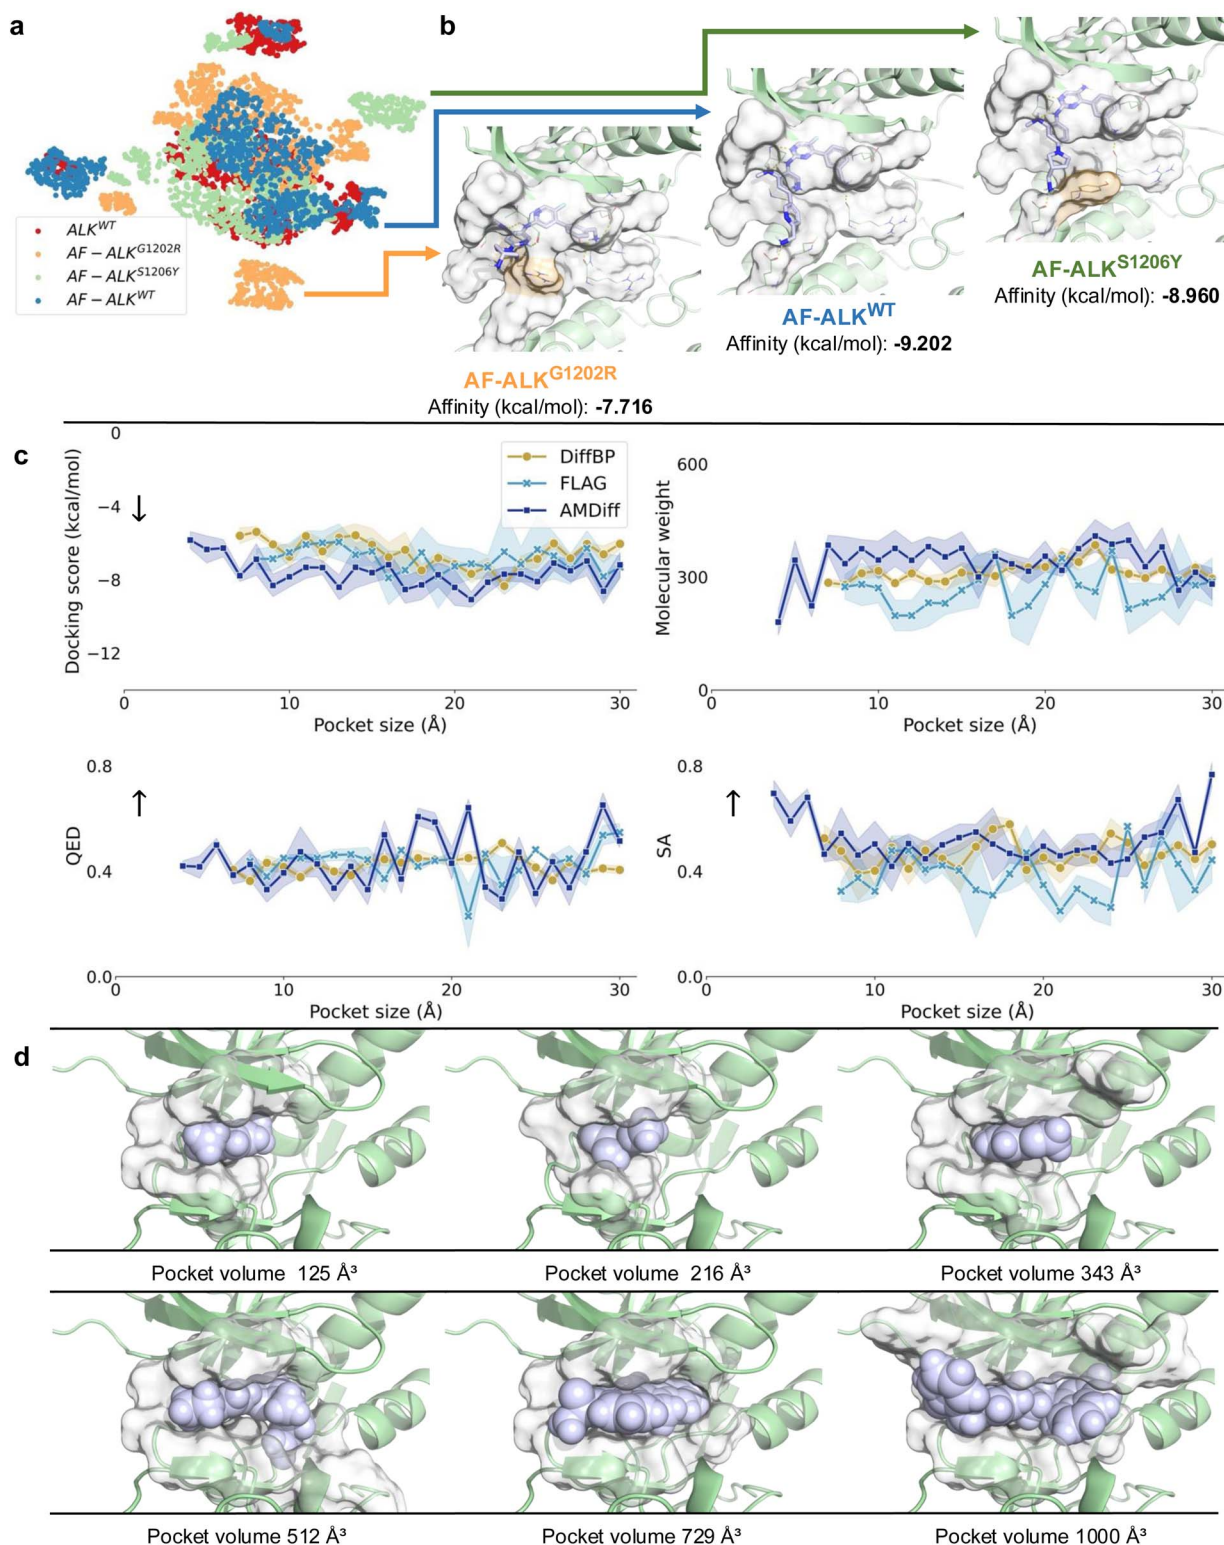 a
b
ALK^WT
AF − ALK^G1202R
AF − ALK^S1206Y
AF − ALK^WT
AF-ALK^S1206Y
Affinity (kcal/mol): -8.960
AF-ALK^WT
Affinity (kcal/mol): -9.202
AF-ALK^G1202R
Affinity (kcal/mol): -7.716
c
Docking score (kcal/mol)
0
−4
−8
−12
↓
DiffBP
FLAG
AMDiff
0 10 20 30
Pocket size (Å)
Molecular weight
600
300
0
0 10 20 30
Pocket size (Å)
QED
0.8
0.4
0.0
↑
0 10 20 30
Pocket size (Å)
SA
0.8
0.4
0.0
↑
0 10 20 30
Pocket size (Å)
d
Pocket volume 125 Å³
Pocket volume 216 Å³
Pocket volume 343 Å³
Pocket volume 512 Å³
Pocket volume 729 Å³
Pocket volume 1000 Å³